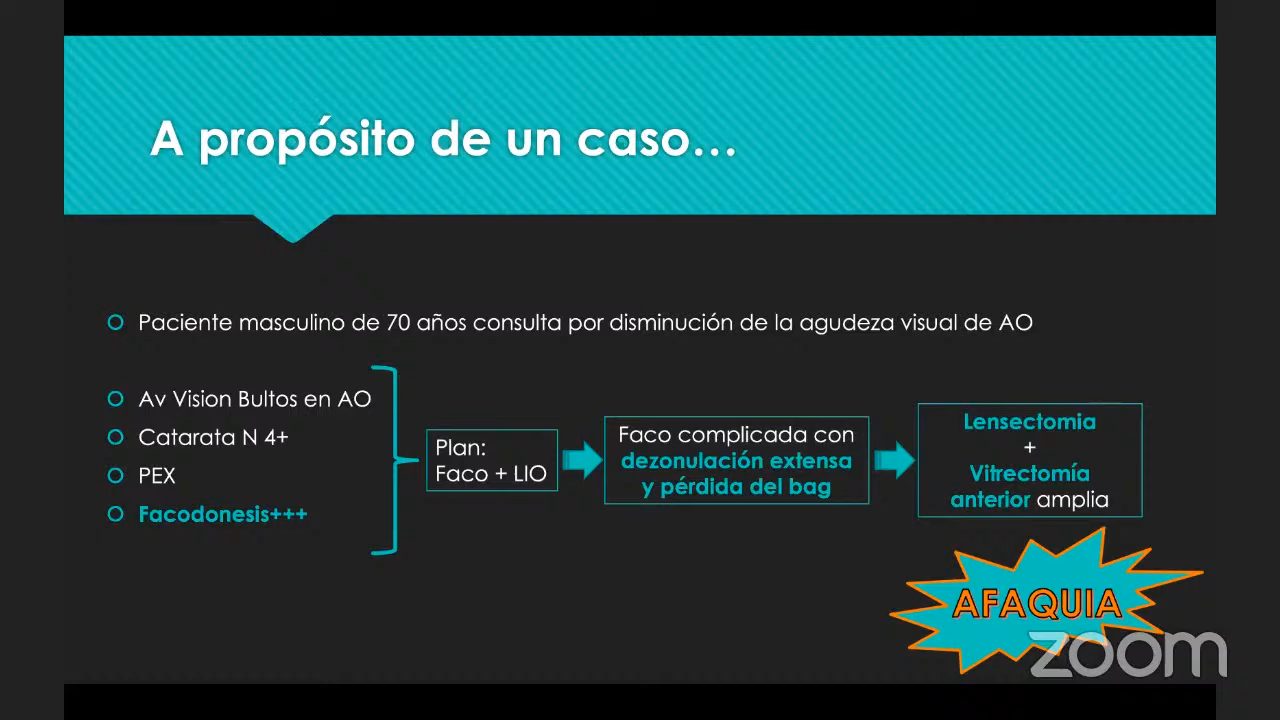 A propósito de un caso...
Paciente masculino de 70 años consulta por disminución de la agudeza visual de AO
Av Vision Bultos en AO
Catarata N 4+
PEX
Facodonesis+++
Plan:
Faco + LIO
Faco complicada con
dezonulación extensa
y pérdida del bag
Lensectomia
+
Vitrectomía
anterior amplia
AFAQUIA
zoom